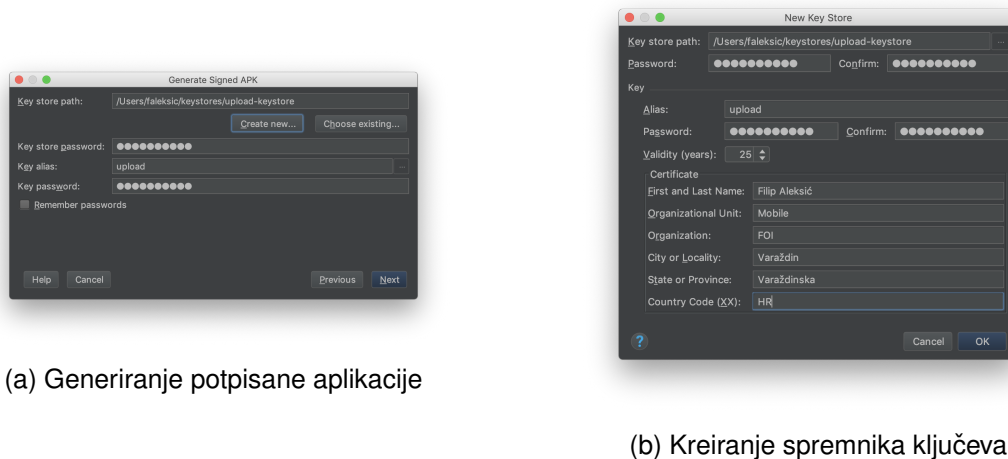 Generate Signed APK
Key store path: /Users/faleksic/keystores/upload-keystore
Create new... Choose existing...
Key store password: ●●●●●●●●●●
Key alias: upload ...
Key password: ●●●●●●●●●●
Remember passwords
Help Cancel Previous Next
(a) Generiranje potpisane aplikacije
New Key Store
Key store path: /Users/faleksic/keystores/upload-keystore ...
Password: ●●●●●●●●●● Confirm: ●●●●●●●●●●
Key
Alias: upload
Password: ●●●●●●●●●● Confirm: ●●●●●●●●●●
Validity (years): 25
Certificate
First and Last Name: Filip Aleksić
Organizational Unit: Mobile
Organization: FOI
City or Locality: Varaždin
State or Province: Varaždinska
Country Code (XX): HR
? Cancel OK
(b) Kreiranje spremnika ključeva